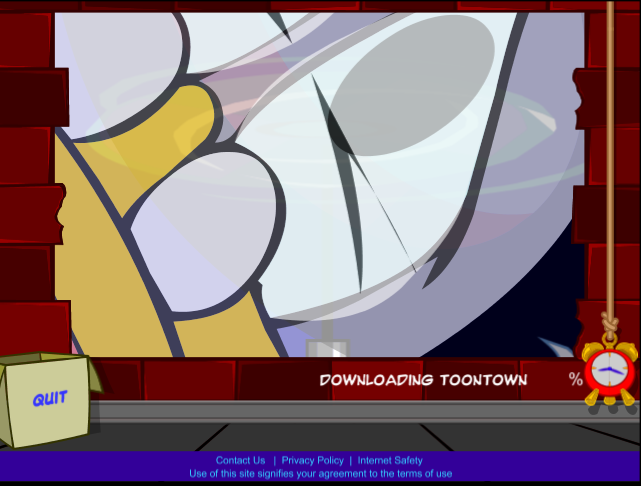 DOWNLOADING TOONTOWN %
QUIT
Contact Us | Privacy Policy | Internet Safety
Use of this site signifies your agreement to the terms of use